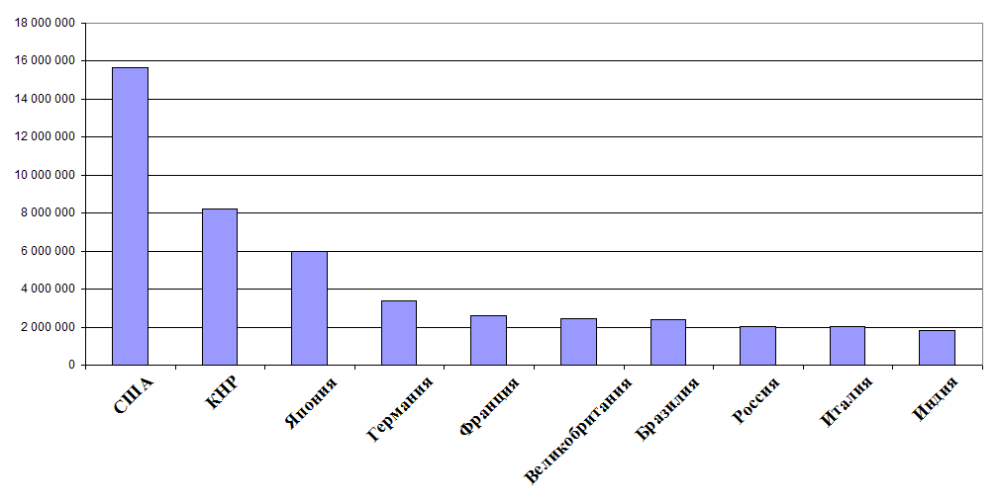 18 000 000
16 000 000
14 000 000
12 000 000
10 000 000
8 000 000
6 000 000
4 000 000
2 000 000
0
США
КНР
Япония
Германия
Франция
Великобритания
Бразилия
Россия
Италия
Индия